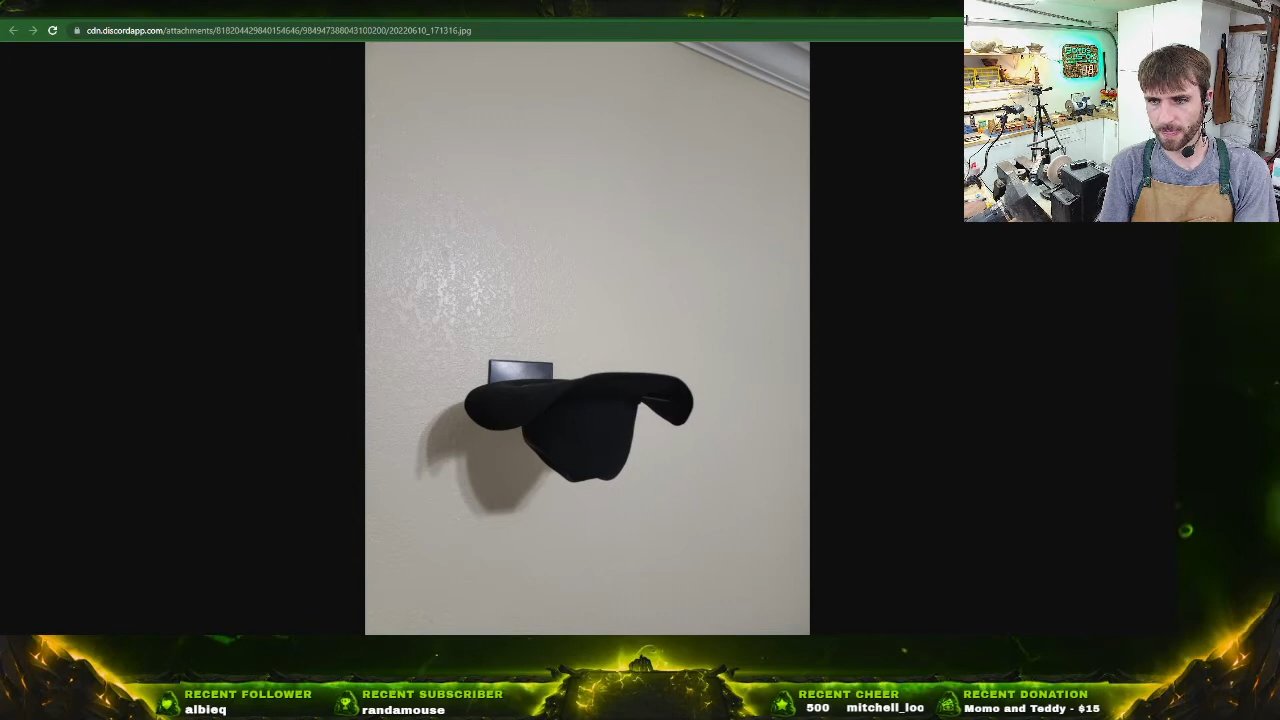 cdn.discordapp.com/attachments/818204429840154646/984947388043100200/20220610_171316.jpg
RECENT FOLLOWER
albieq
RECENT SUBSCRIBER
randamouse
RECENT CHEER
500 mitchell_loc
RECENT DONATION
Momo and Teddy - $15